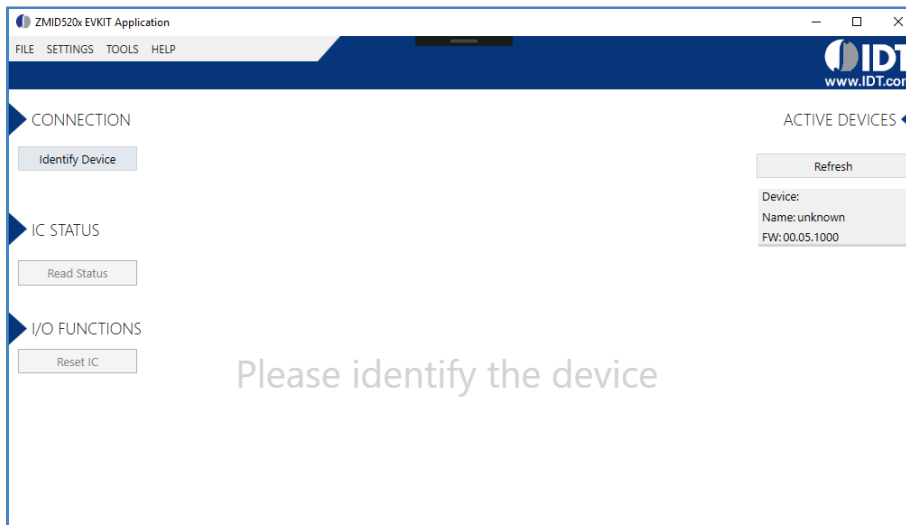 ZMID520x EVKIT Application
FILE SETTINGS TOOLS HELP
IDT
www.IDT.com
CONNECTION
ACTIVE DEVICES
Identify Device
Refresh
Device:
Name: unknown
FW: 00.05.1000
IC STATUS
Read Status
I/O FUNCTIONS
Reset IC
Please identify the device